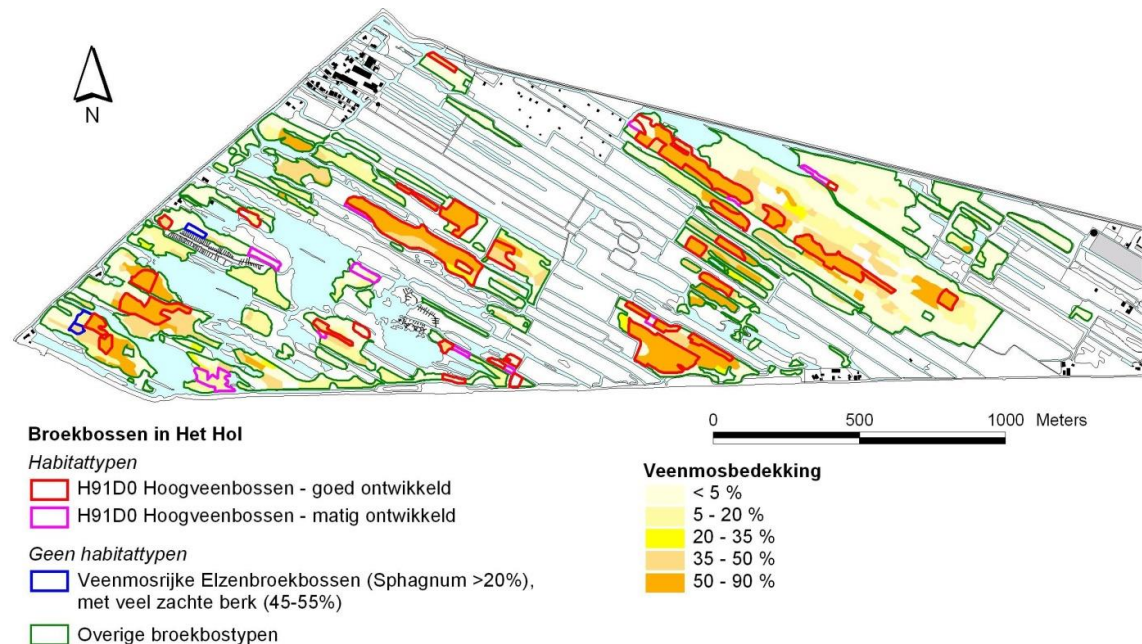 N
0 500 1000 Meters
Broekbossen in Het Hol
Habitattypen
H91D0 Hoogveenbossen - goed ontwikkeld
H91D0 Hoogveenbossen - matig ontwikkeld
Geen habitattypen
Veenmosrijke Elzenbroekbossen (Sphagnum >20%),
met veel zachte berk (45-55%)
Overige broekbostypen
Veenmosbedekking
< 5 %
5 - 20 %
20 - 35 %
35 - 50 %
50 - 90 %